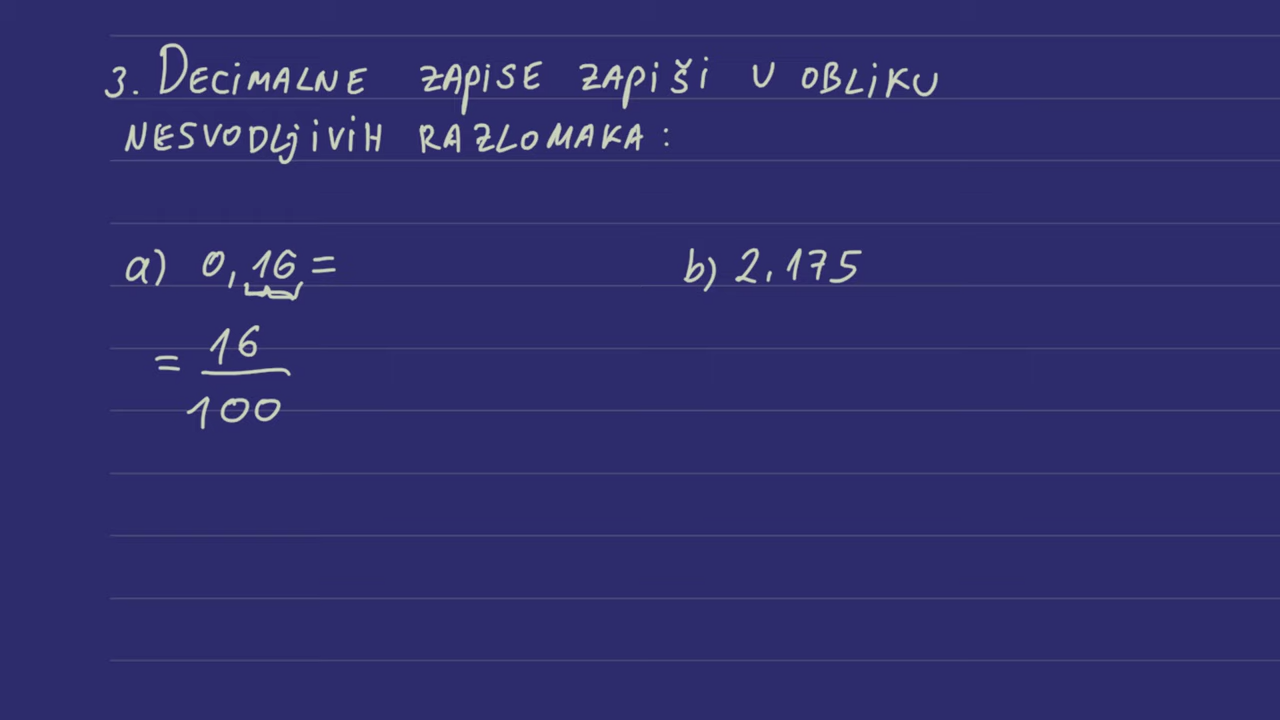 3. DECIMALNE ZAPISE ZAPIŠI U OBLIKU
NESVODLJIVIH RAZLOMAKA:
a) 0,16 =
b) 2,175
= 16
100